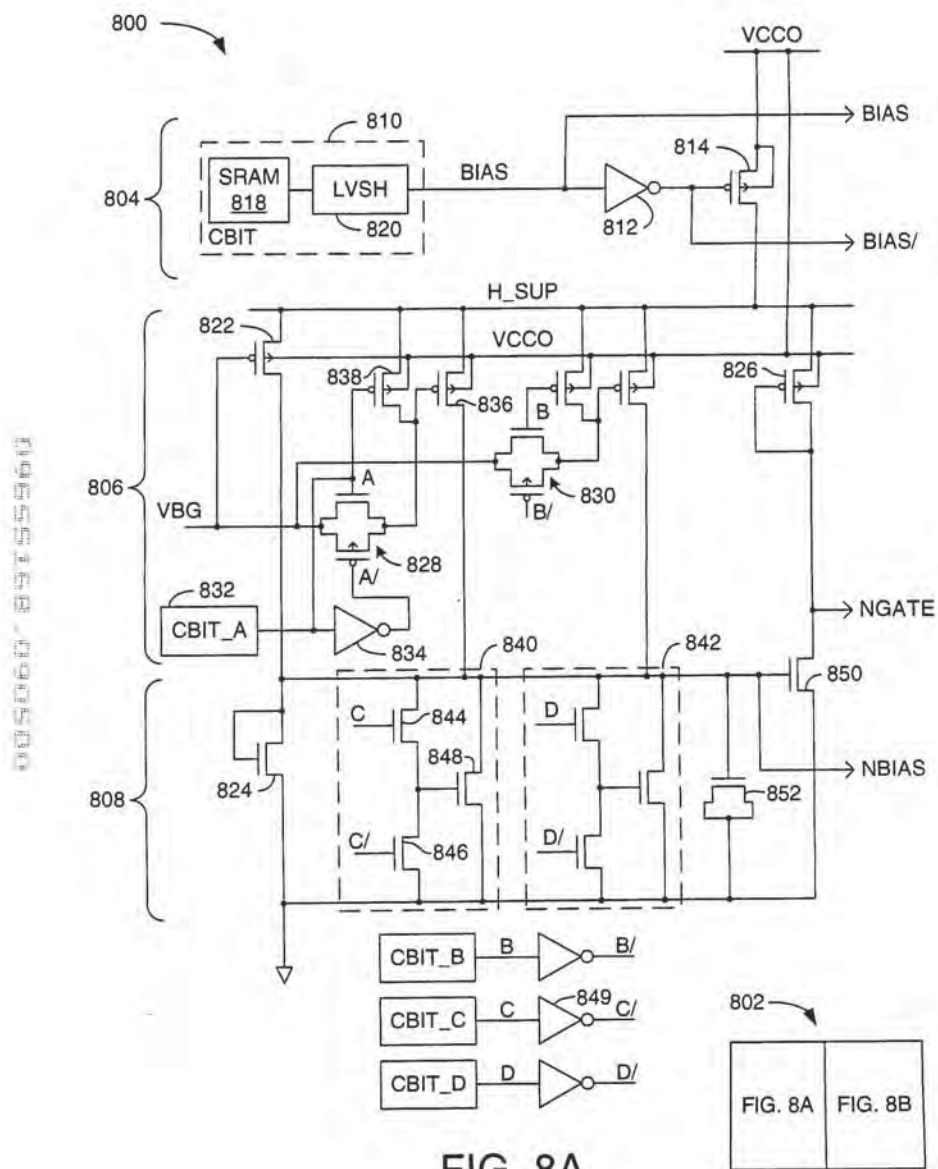 800
VCCO
804
810
SRAM
818
LVSH
820
CBIT
BIAS
812
814
BIAS
BIAS/
H_SUP
806
822
VCCO
838
836
B
826
830
B/
A
VBG
828
A/
832
CBIT_A
834
840
842
NGATE
850
808
C
844
D
848
824
852
NBIAS
C/
846
D/
CBIT_B
B
B/
CBIT_C
C
849
C/
CBIT_D
D
D/
802
FIG. 8A
FIG. 8B
FIG. 8A